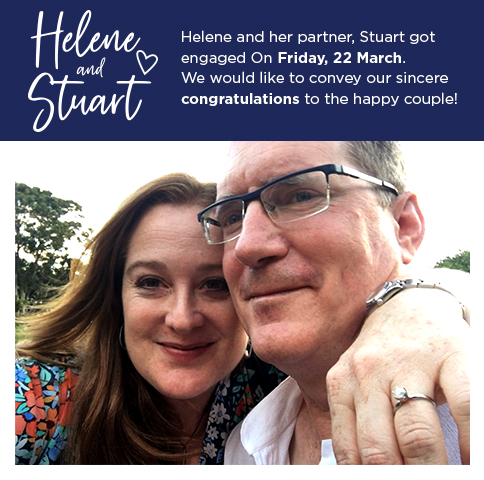 Helene
and
Stuart
Helene and her partner, Stuart got
engaged On Friday, 22 March.
We would like to convey our sincere
congratulations to the happy couple!